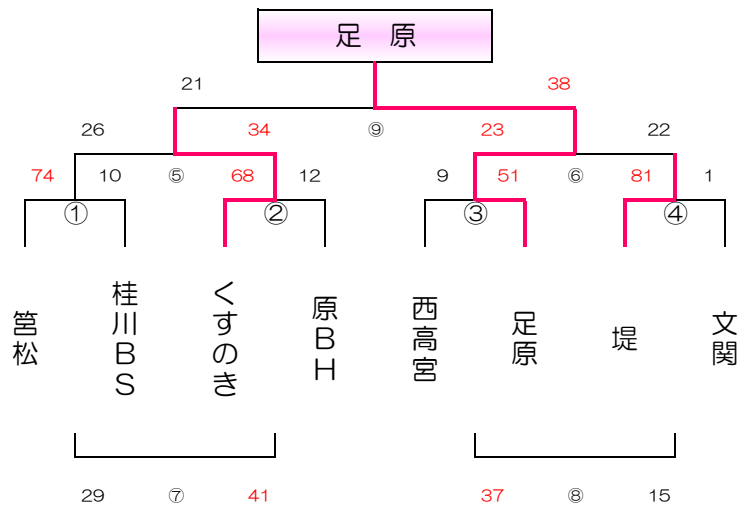 足 原
21 38
26 34 ⑨ 23 22
74 10 ⑤ 68 12 9 51 ⑥ 81 1
① ② ③ ④
筥松
桂川BS
くすのき
原BH
西高宮
足原
堤
文関
29 ⑦ 41 37 ⑧ 15